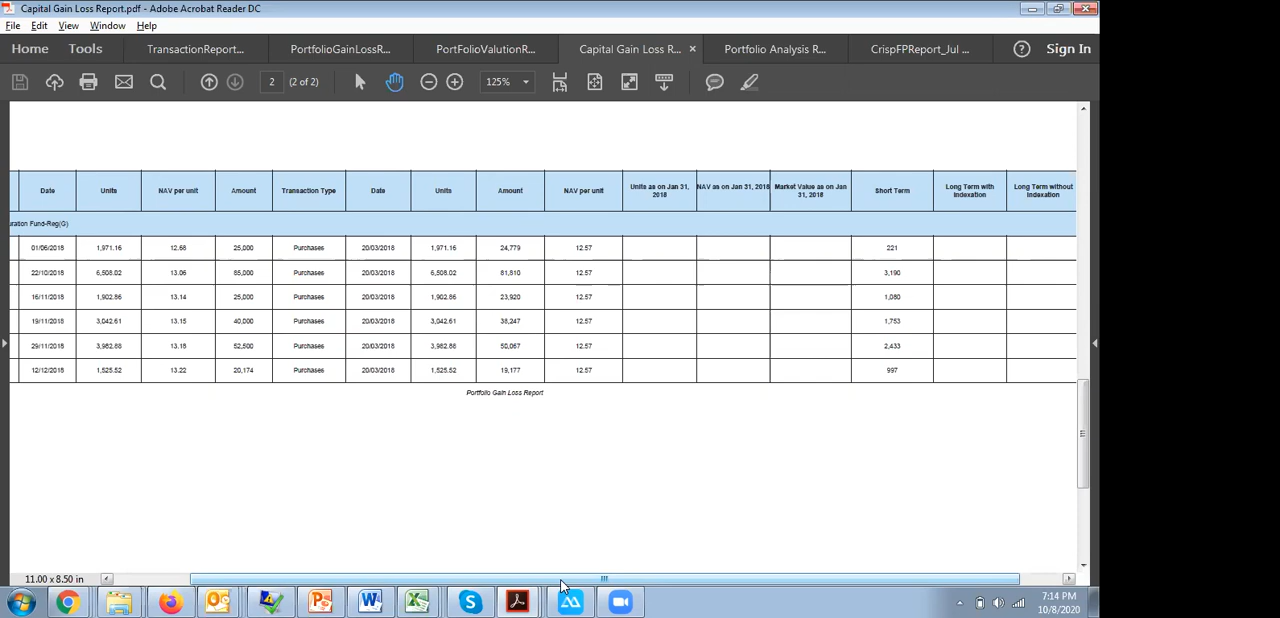 Capital Gain Loss Report.pdf - Adobe Acrobat Reader DC
File Edit View Window Help
Home Tools TransactionReport... PortfolioGainLossR... PortFolioValutionR... Capital Gain Loss R... × Portfolio Analysis R... CrispFPReport_Jul ... Sign In
2 (2 of 2) 125%
Date Units NAV per unit Amount Transaction Type Date Units Amount NAV per unit Units as on Jan 31, 2018 NAV as on Jan 31, 2018 Market Value as on Jan 31, 2018 Short Term Long Term with Indexation Long Term without Indexation
uration Fund-Reg(G)
01/06/2018 1,971.16 12.68 25,000 Purchases 20/03/2018 1,971.16 24,779 12.57 221
22/10/2018 6,508.02 13.06 85,000 Purchases 20/03/2018 6,508.02 81,810 12.57 3,190
16/11/2018 1,902.86 13.14 25,000 Purchases 20/03/2018 1,902.86 23,920 12.57 1,080
19/11/2018 3,042.61 13.15 40,000 Purchases 20/03/2018 3,042.61 38,247 12.57 1,753
29/11/2018 3,982.88 13.18 52,500 Purchases 20/03/2018 3,982.88 50,067 12.57 2,433
12/12/2018 1,525.52 13.22 20,174 Purchases 20/03/2018 1,525.52 19,177 12.57 997
Portfolio Gain Loss Report
11.00 x 8.50 in
7:14 PM
10/8/2020